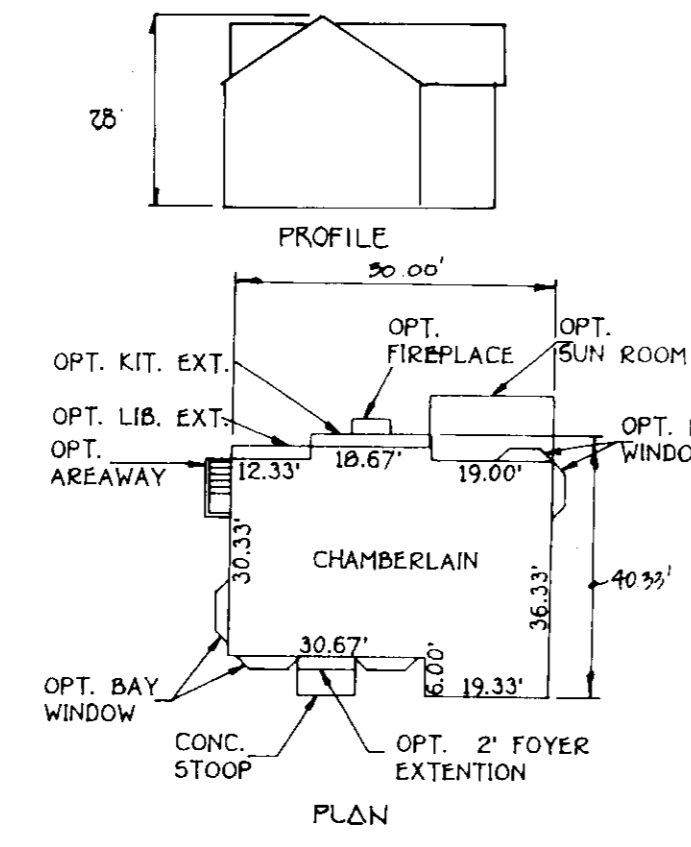 28'
PROFILE
50.00'
OPT.
FIREPLACE
OPT.
SUN ROOM
OPT. KIT. EXT.
OPT. LIB. EXT.
OPT.
AREAWAY
OPT.
WINDO
12.33'
18.67'
19.00'
30.33'
CHAMBERLAIN
36.33'
40.33'
30.67'
6.00'
19.33'
OPT. BAY
WINDOW
CONC.
STOOP
OPT. 2' FOYER
EXTENTION
PLAN